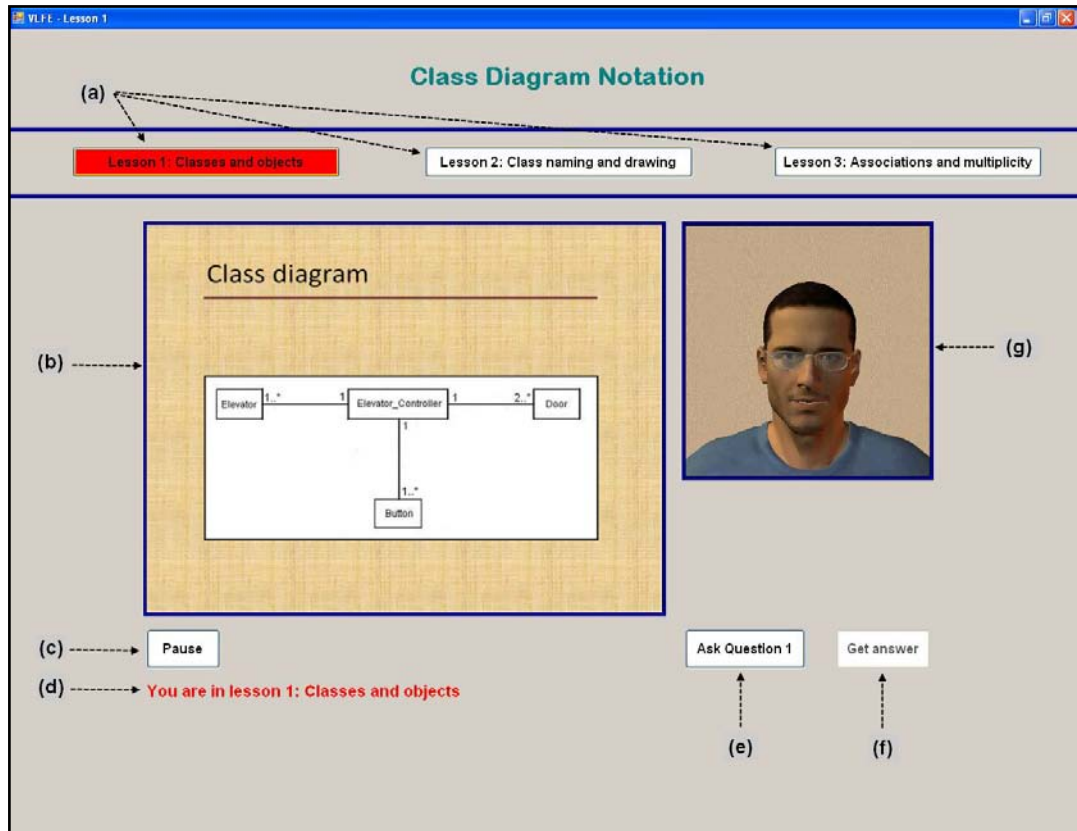 VLFE - Lesson 1
Class Diagram Notation
(a)
Lesson 1: Classes and objects
Lesson 2: Class naming and drawing
Lesson 3: Associations and multiplicity
Class diagram
(b)
(g)
Elevator 1..* 1 Elevator_Controller 1 2..* Door
1
1..*
Button
(c)
Pause
Ask Question 1
Get answer
(d)
You are in lesson 1: Classes and objects
(e)
(f)